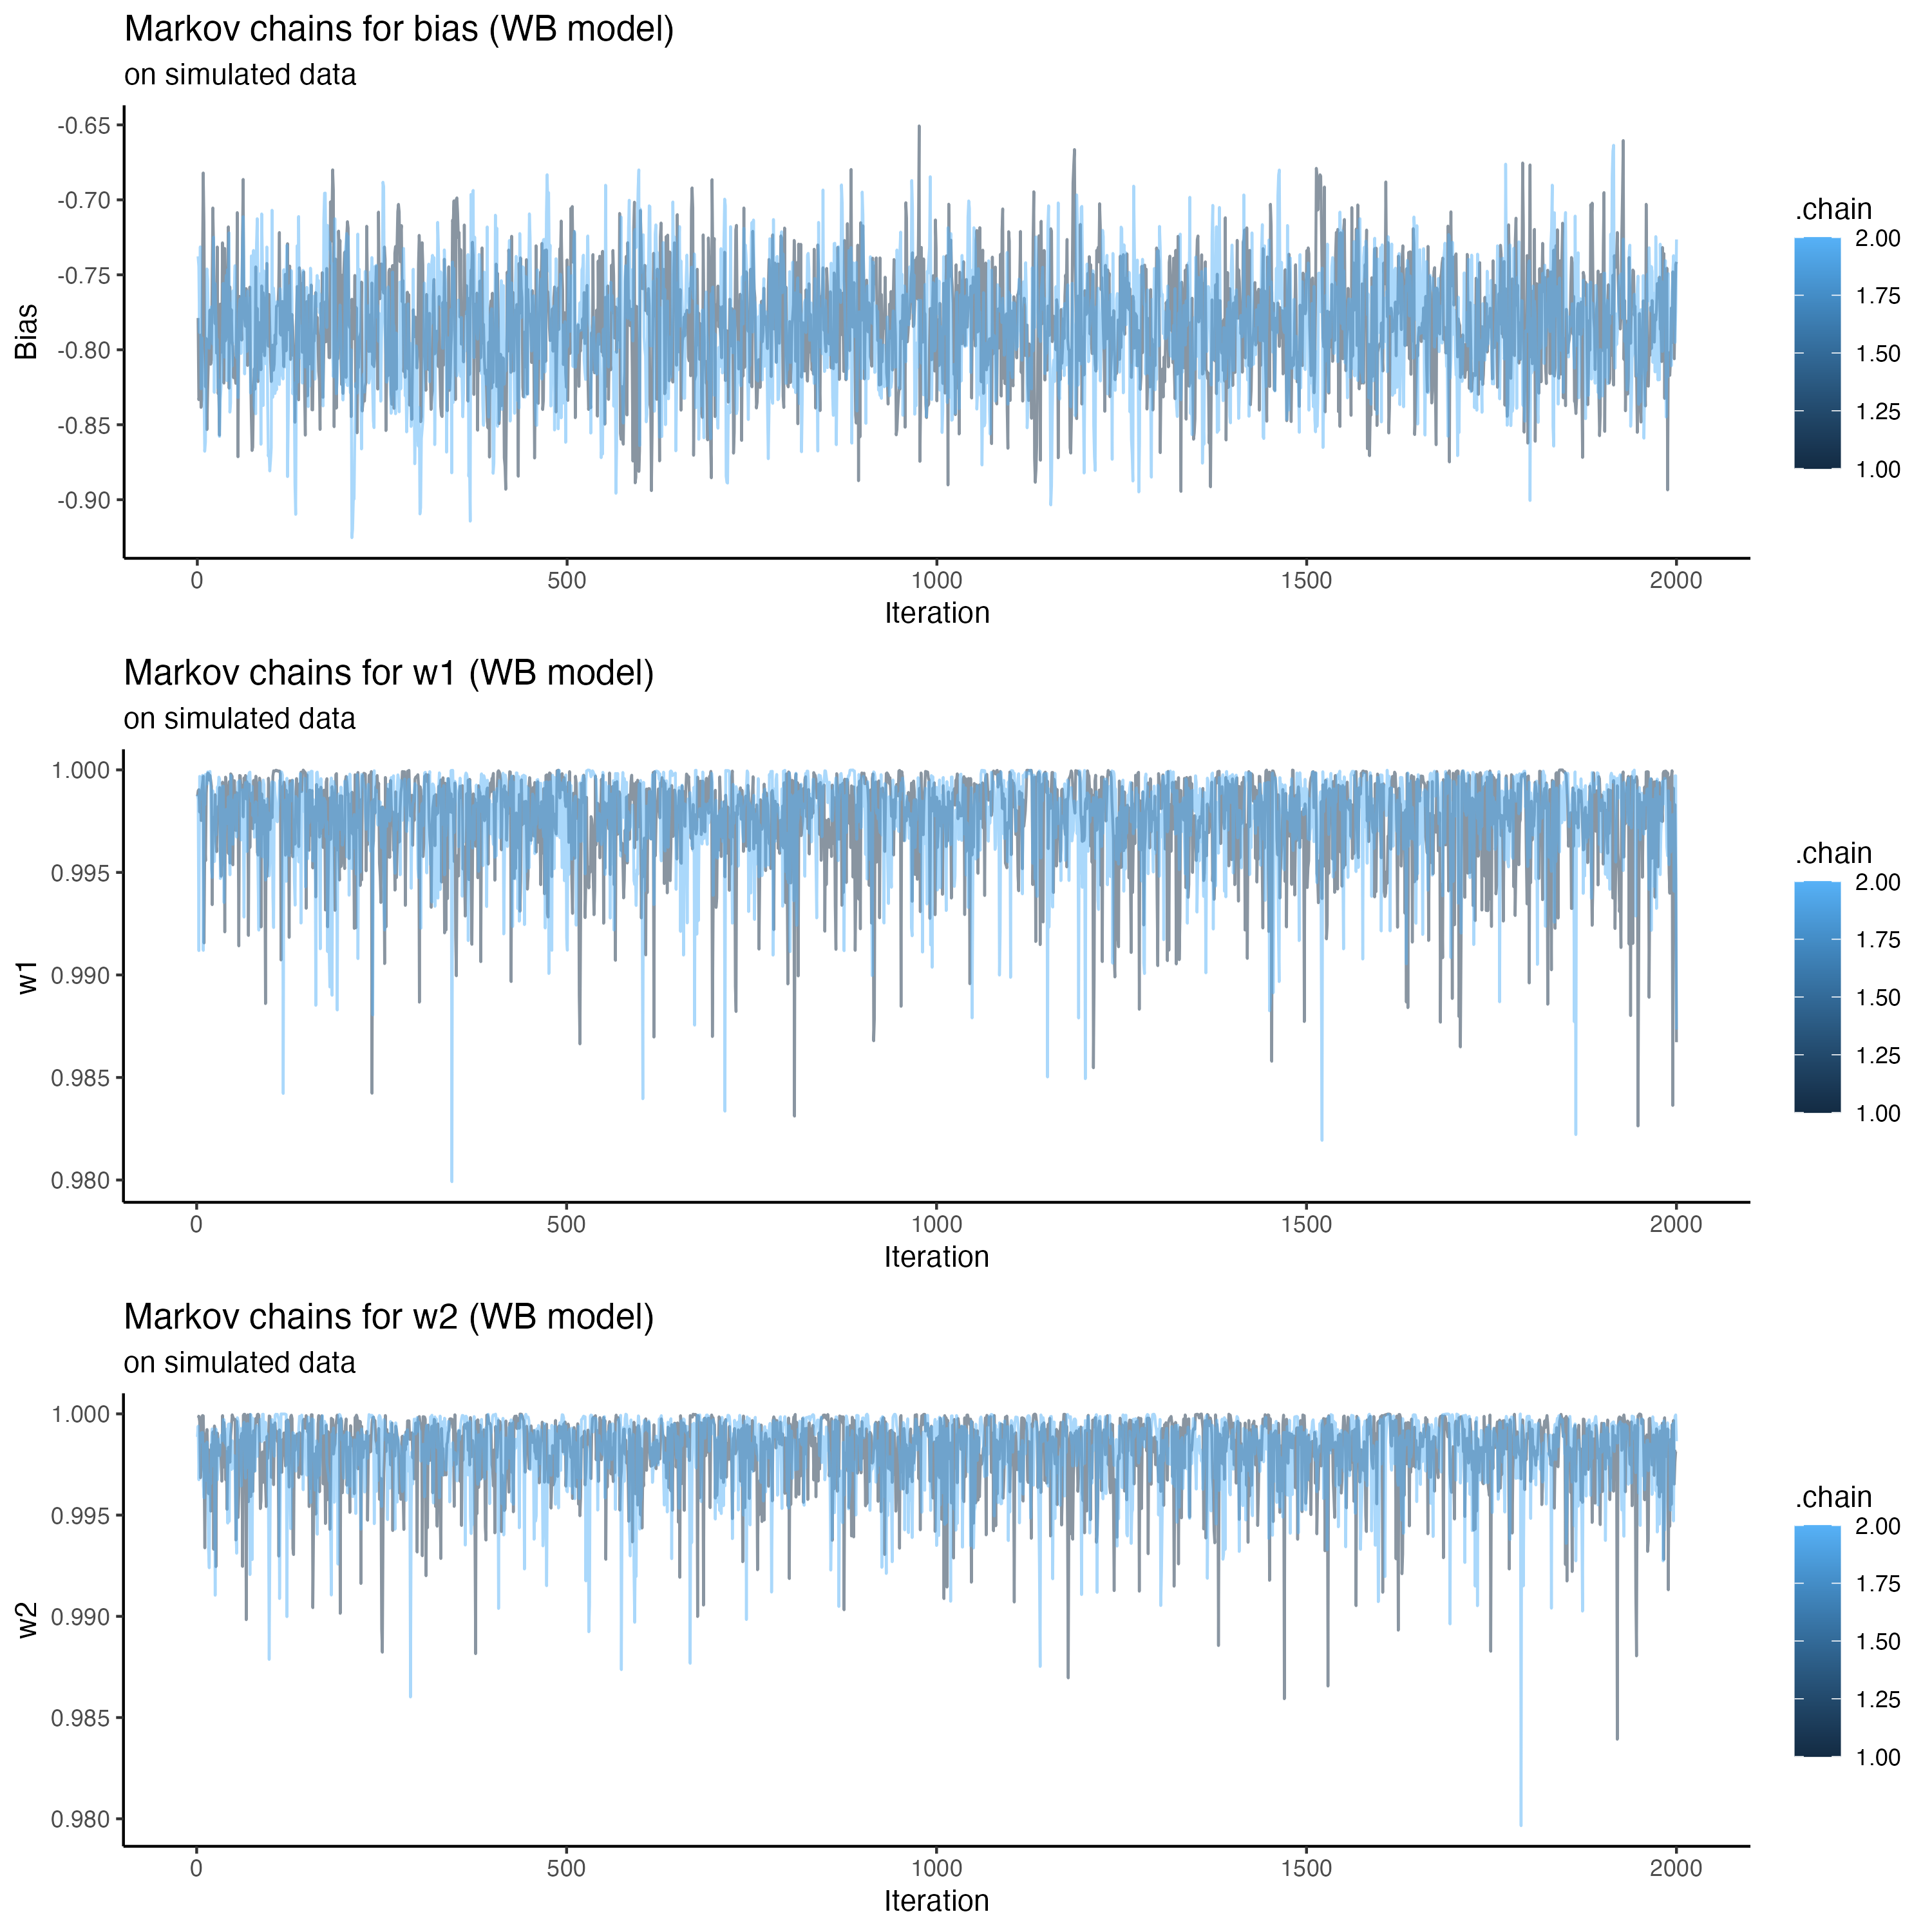 Markov chains for bias (WB model)
on simulated data
-0.65
-0.70
-0.75
-0.80
-0.85
-0.90
Bias
0 500 1000 1500 2000
Iteration
.chain
2.00
1.75
1.50
1.25
1.00
Markov chains for w1 (WB model)
on simulated data
1.000
0.995
0.990
0.985
0.980
w1
0 500 1000 1500 2000
Iteration
.chain
2.00
1.75
1.50
1.25
1.00
Markov chains for w2 (WB model)
on simulated data
1.000
0.995
0.990
0.985
0.980
w2
0 500 1000 1500 2000
Iteration
.chain
2.00
1.75
1.50
1.25
1.00